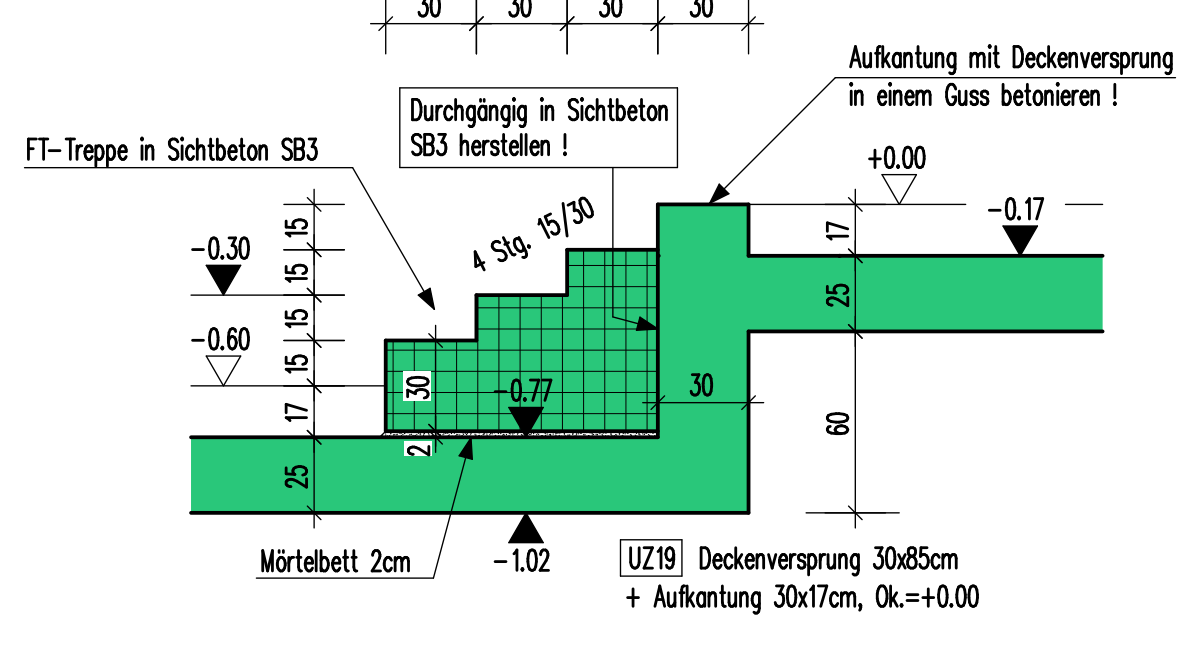 30 30 30 30
Aufkantung mit Deckenversprung
in einem Guss betonieren !
Durchgängig in Sichtbeton
SB3 herstellen !
FT-Treppe in Sichtbeton SB3
+0.00
-0.17
4 Stg. 15/30
15
17
-0.30
15
25
15
-0.60
15
30
-0.77
30
17
60
2
25
Mörtelbett 2cm
-1.02
UZ19 Deckenversprung 30x85cm
+ Aufkantung 30x17cm, Ok.=+0.00